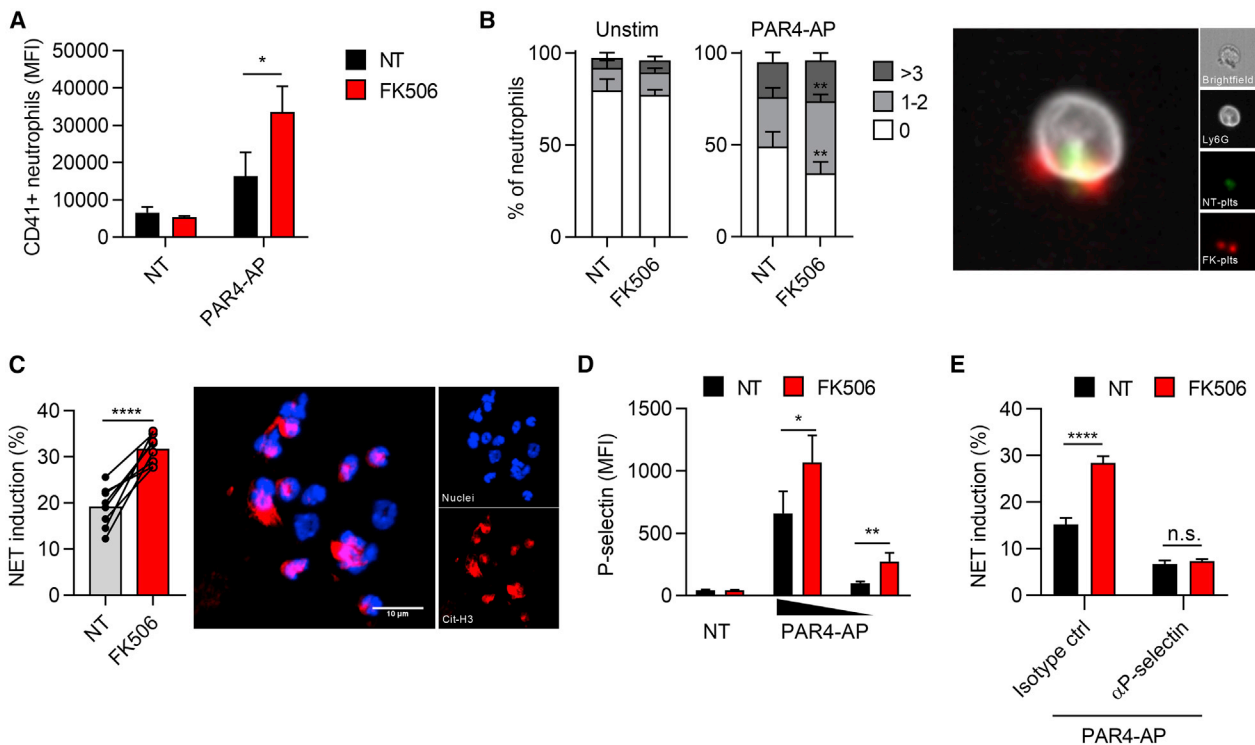 A
CD41+ neutrophils (MFI)
50000
40000
30000
20000
10000
0
*
NT
PAR4-AP
NT
FK506
B
Unstim
PAR4-AP
% of neutrophils
100
50
0
NT
FK506
100
50
0
**
**
NT
FK506
>3
1-2
0
Brightfield
Ly6G
NT-plts
FK-plts
C
NET induction (%)
40
30
20
10
0
****
NT
FK506
10 µm
Nuclei
Cit-H3
D
NT
FK506
P-selectin (MFI)
1500
1000
500
0
*
**
NT
PAR4-AP
E
NT
FK506
NET induction (%)
40
30
20
10
0
****
n.s.
Isotype ctrl
αP-selectin
PAR4-AP